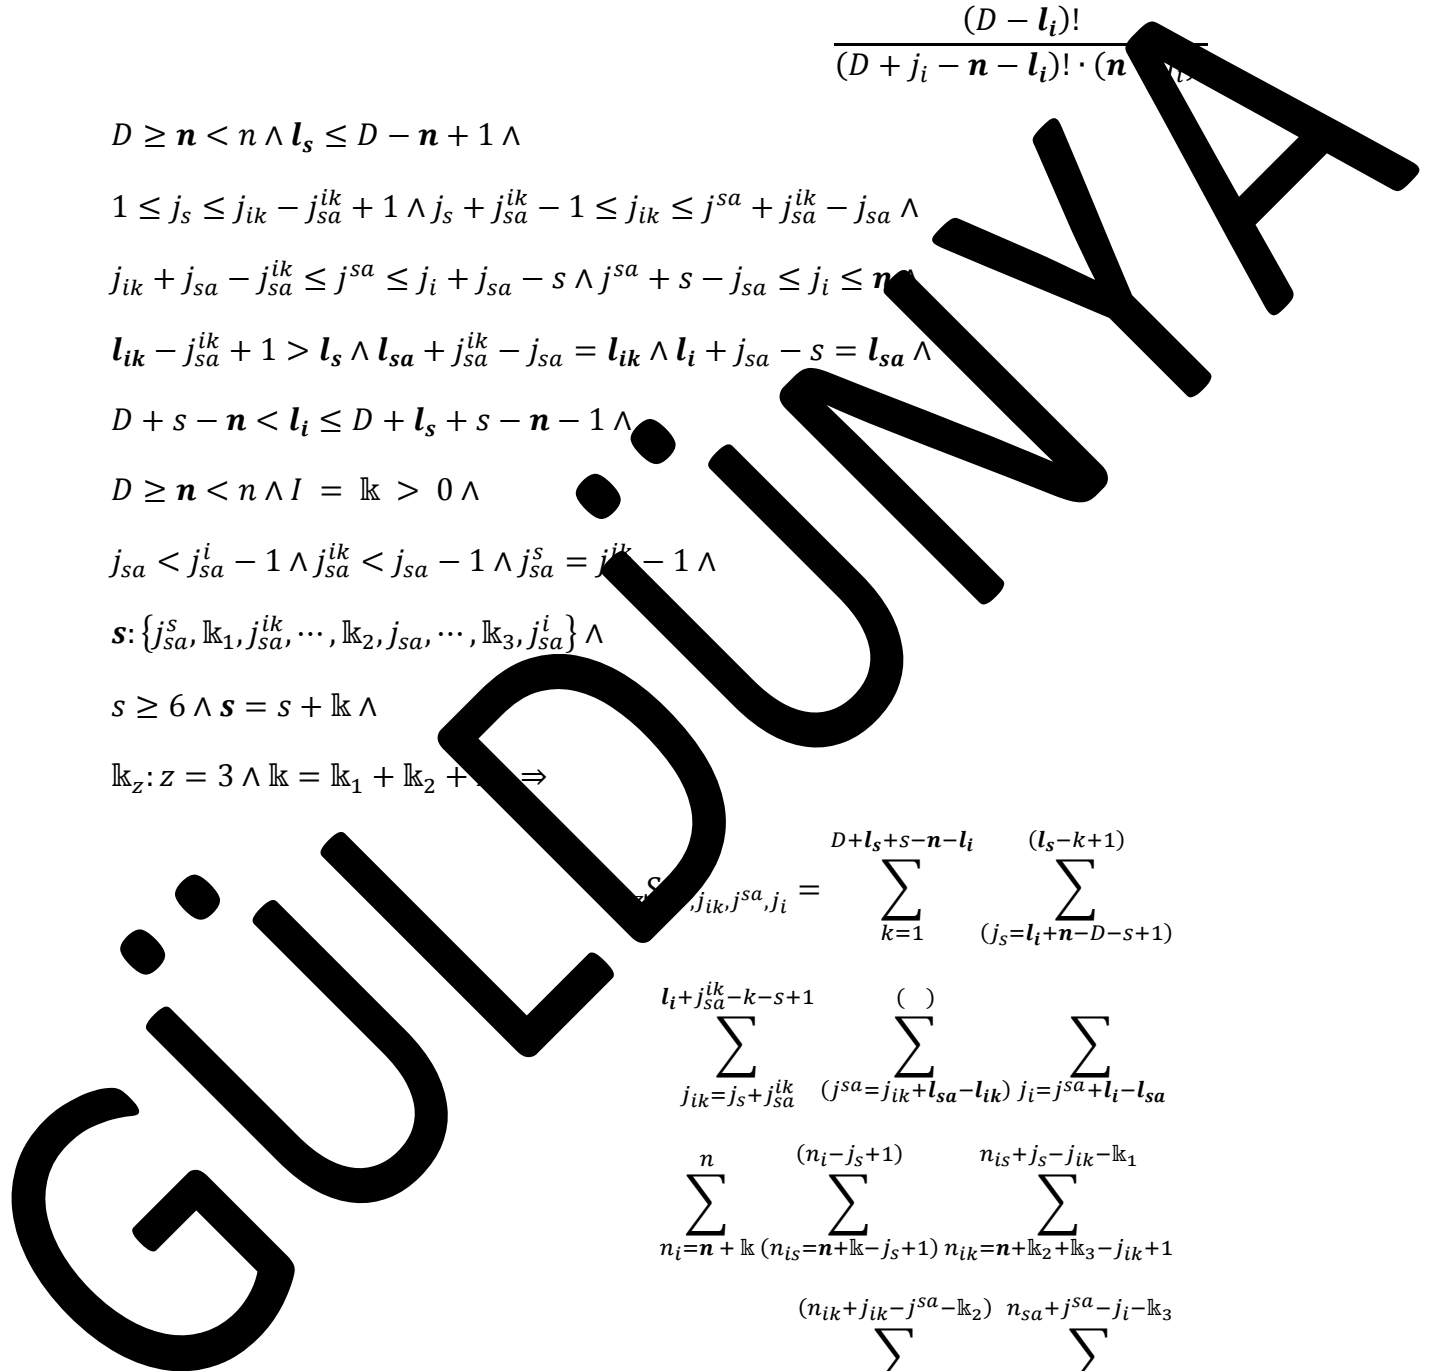 (D − l_i)!
(D + j_i − n − l_i)! · (n
D ≥ n < n ∧ l_s ≤ D − n + 1 ∧
1 ≤ j_s ≤ j_ik − j_sa^ik + 1 ∧ j_s + j_sa^ik − 1 ≤ j_ik ≤ j^sa + j_sa^ik − j_sa ∧
j_ik + j_sa − j_sa^ik ≤ j^sa ≤ j_i + j_sa − s ∧ j^sa + s − j_sa ≤ j_i ≤ n ∧
l_ik − j_sa^ik + 1 > l_s ∧ l_sa + j_sa^ik − j_sa = l_ik ∧ l_i + j_sa − s = l_sa ∧
D + s − n < l_i ≤ D + l_s + s − n − 1 ∧
D ≥ n < n ∧ I = 𝕜 > 0 ∧
j_sa < j_sa^i − 1 ∧ j_sa^ik < j_sa − 1 ∧ j_sa^s = j^ik − 1 ∧
s: {j_sa^s, 𝕜_1, j_sa^ik, ⋯, 𝕜_2, j_sa, ⋯, 𝕜_3, j_sa^i} ∧
s ≥ 6 ∧ s = s + 𝕜 ∧
𝕜_z: z = 3 ∧ 𝕜 = 𝕜_1 + 𝕜_2 + ⇒
D+l_s+s−n−l_i (l_s−k+1)
S ,j_ik,j^sa,j_i = ∑ ∑
k=1 (j_s=l_i+n−D−s+1)
l_i+j_sa^ik−k−s+1 ( )
∑ ∑ ∑
j_ik=j_s+j_sa^ik (j^sa=j_ik+l_sa−l_ik) j_i=j^sa+l_i−l_sa
n (n_i−j_s+1) n_is+j_s−j_ik−𝕜_1
∑ ∑ ∑
n_i=n+𝕜 (n_is=n+𝕜−j_s+1) n_ik=n+𝕜_2+𝕜_3−j_ik+1
(n_ik+j_ik−j^sa−𝕜_2) n_sa+j^sa−j_i−𝕜_3
∑ ∑
GÜLDÜNYA